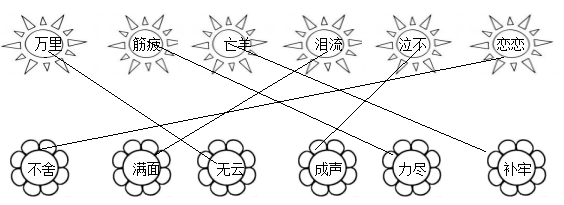 万里 筋疲 亡羊 泪流 泣不 恋恋
不舍 满面 无云 成声 力尽 补牢